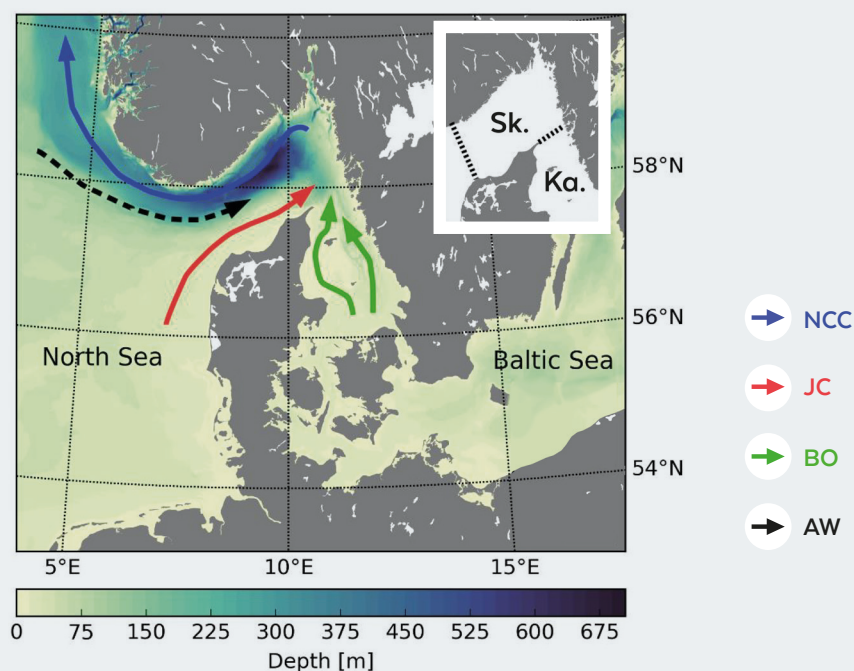 Sk.
Ka.
58°N
56°N
54°N
North Sea
Baltic Sea
5°E
10°E
15°E
0 75 150 225 300 375 450 525 600 675
Depth [m]
NCC
JC
BO
AW